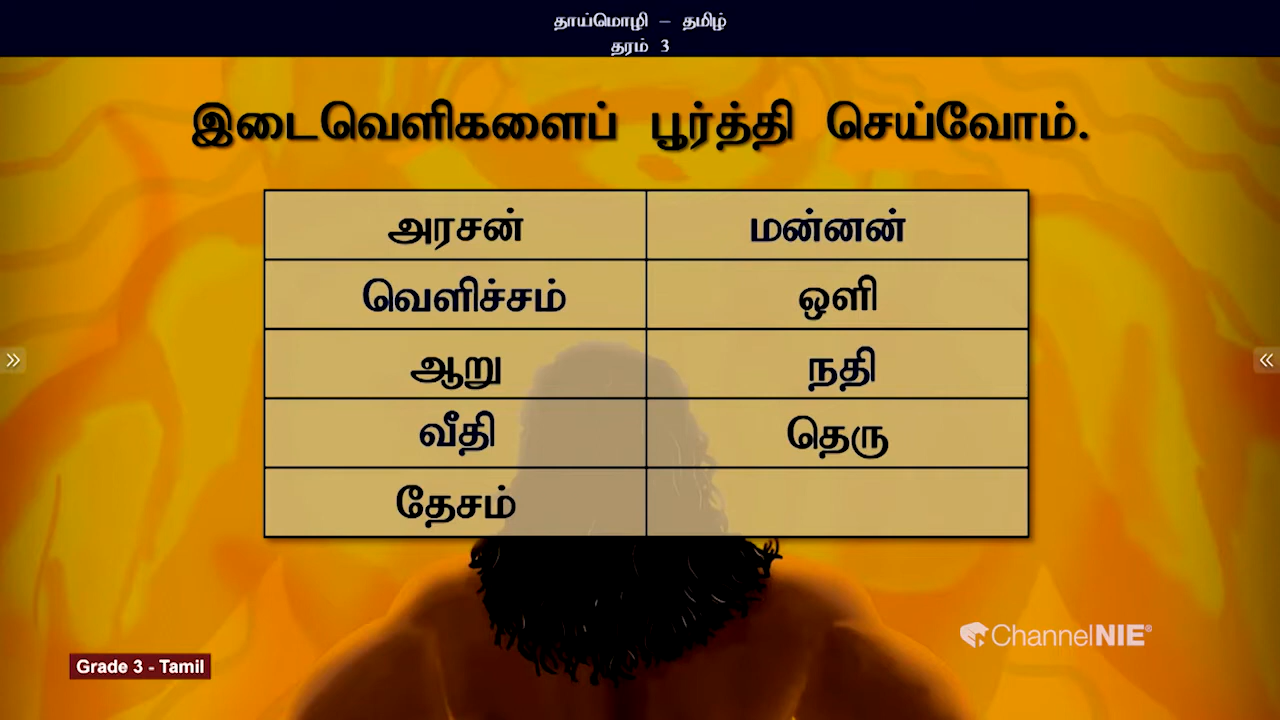 தாய்மொழி – தமிழ்
தரம் 3
இடைவெளிகளைப் பூர்த்தி செய்வோம்.
அரசன் மன்னன்
வெளிச்சம் ஒளி
ஆறு நதி
வீதி தெரு
தேசம்
ChannelNIE®
Grade 3 - Tamil